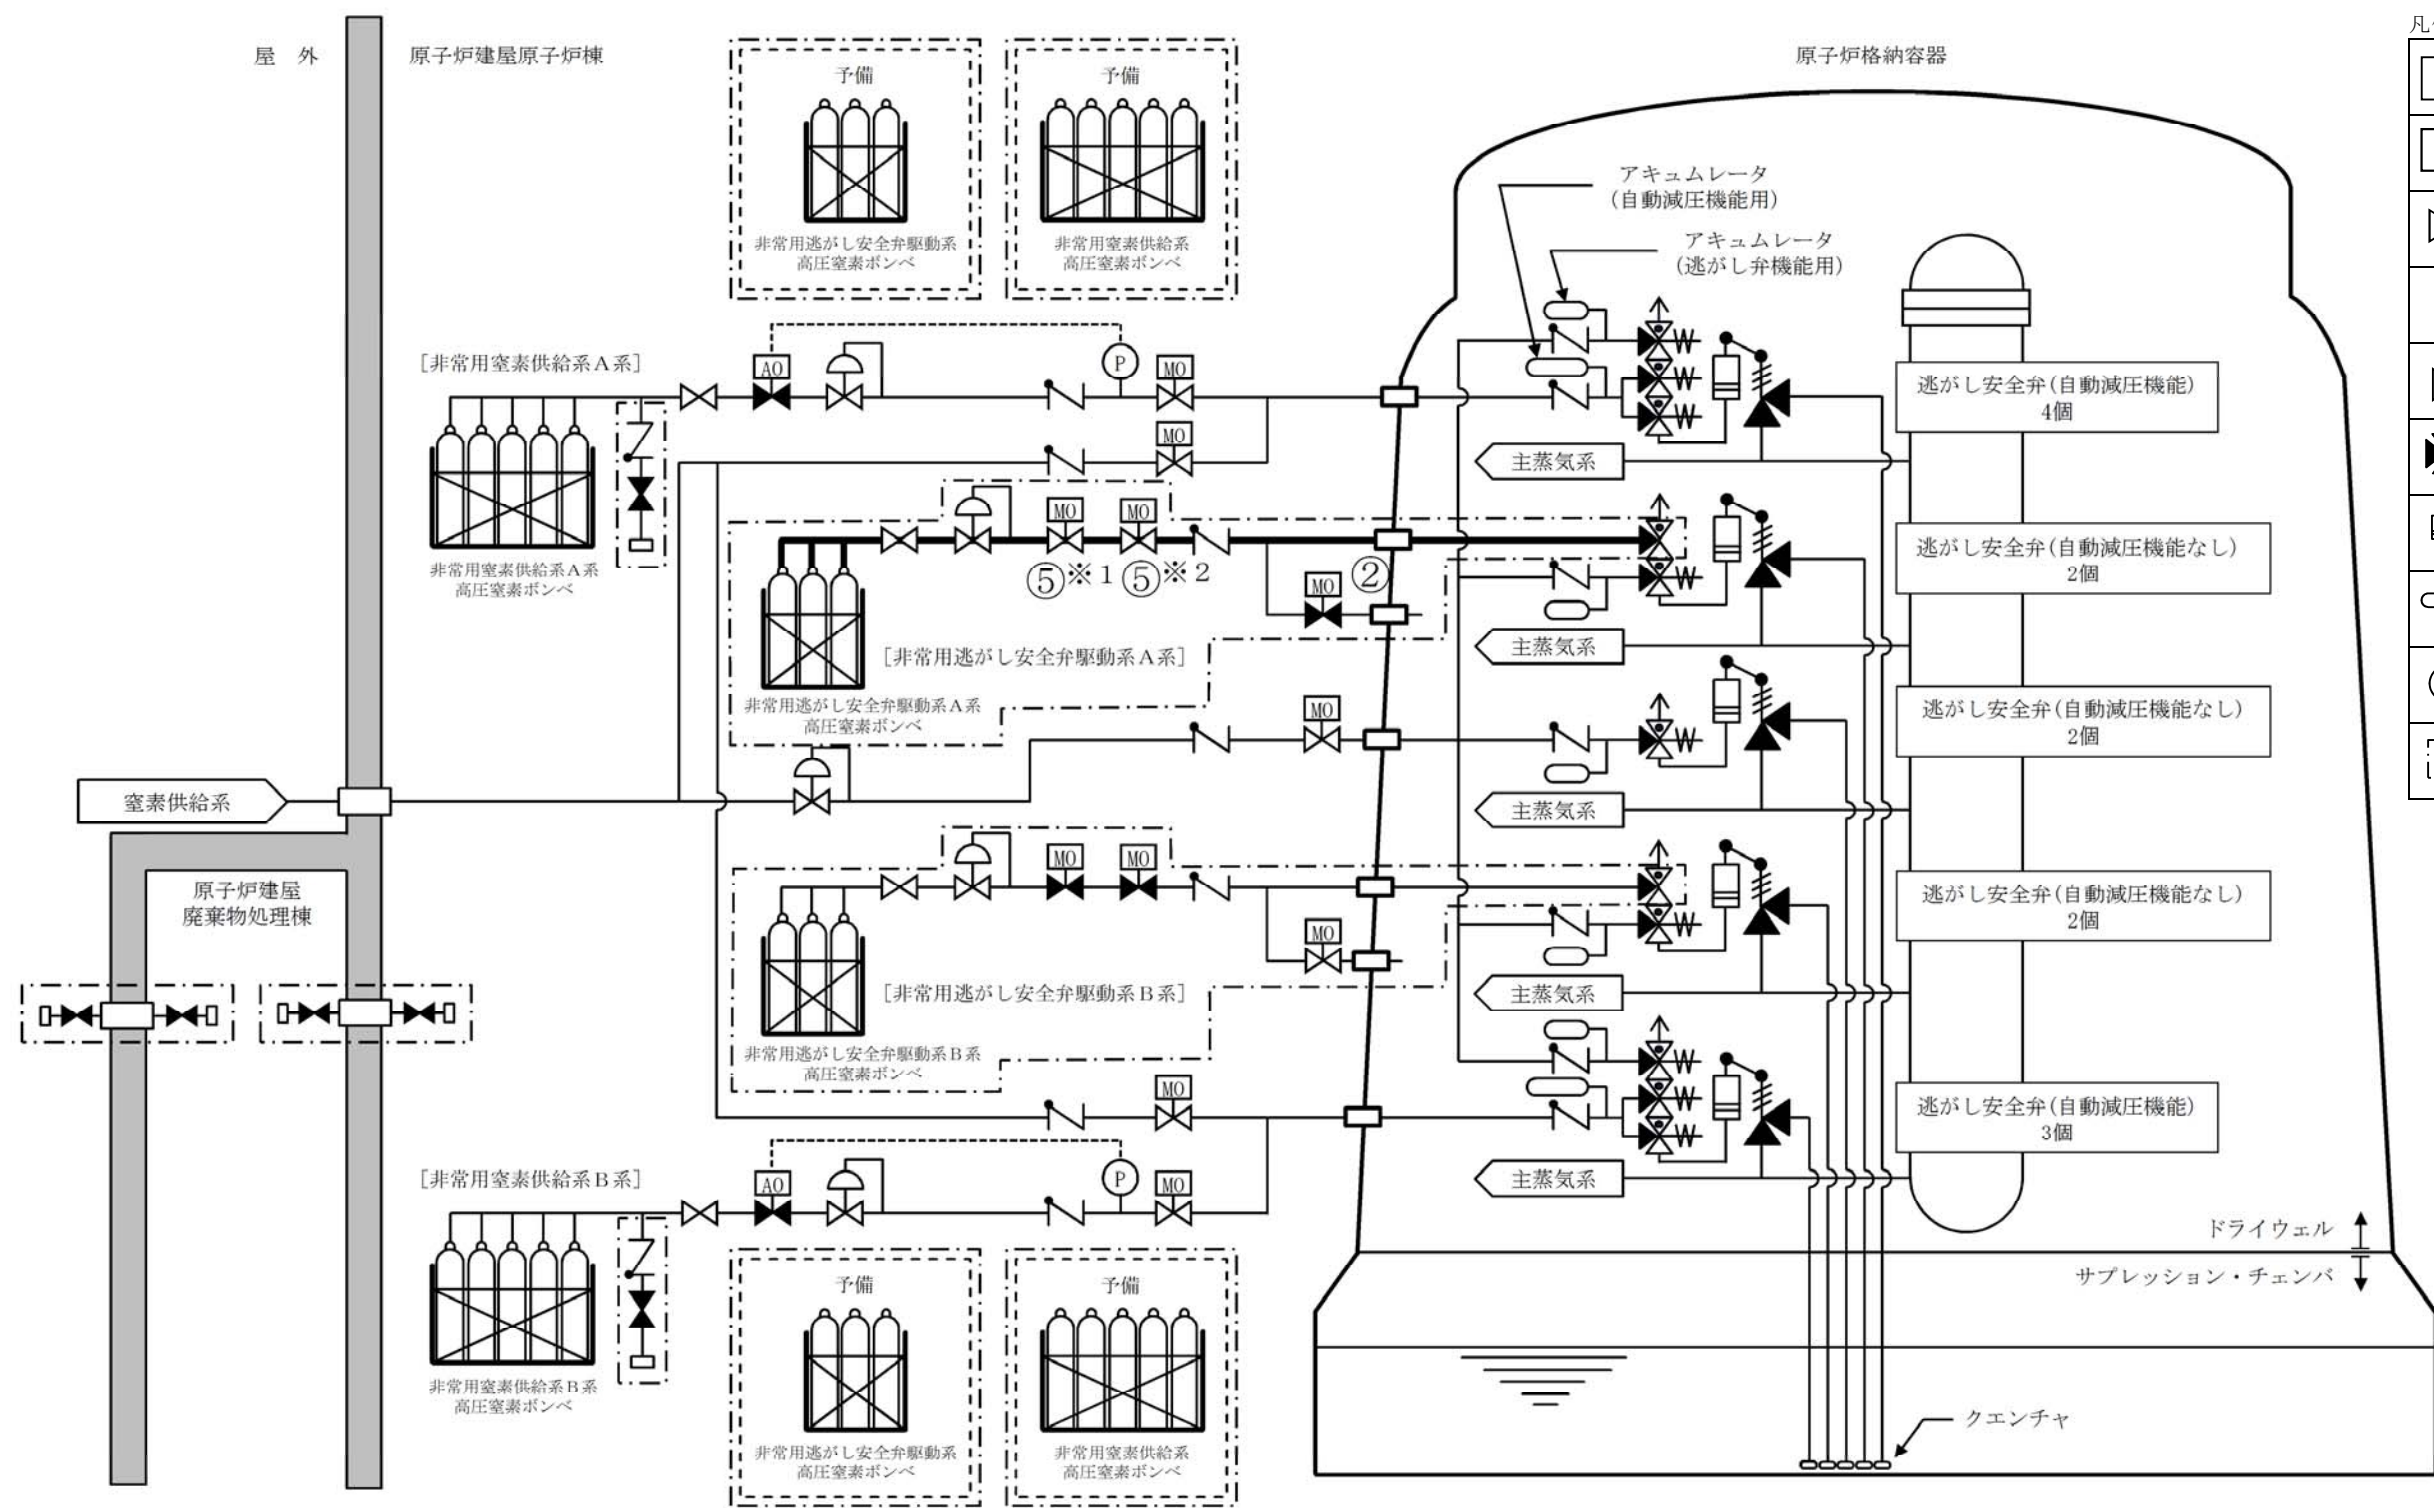 屋 外
原子炉建屋原子炉棟
予備
非常用逃がし安全弁駆動系
高圧窒素ボンベ
予備
非常用窒素供給系
高圧窒素ボンベ
原子炉格納容器
アキュムレータ
(自動減圧機能用)
アキュムレータ
(逃がし弁機能用)
[非常用窒素供給系A系]
AO
P
MO
MO
非常用窒素供給系A系
高圧窒素ボンベ
逃がし安全弁(自動減圧機能)
4個
主蒸気系
MO
MO
⑤※1
⑤※2
MO
②
[非常用逃がし安全弁駆動系A系]
非常用逃がし安全弁駆動系A系
高圧窒素ボンベ
逃がし安全弁(自動減圧機能なし)
2個
主蒸気系
MO
逃がし安全弁(自動減圧機能なし)
2個
窒素供給系
主蒸気系
原子炉建屋
廃棄物処理棟
MO
MO
MO
[非常用逃がし安全弁駆動系B系]
非常用逃がし安全弁駆動系B系
高圧窒素ボンベ
逃がし安全弁(自動減圧機能なし)
2個
主蒸気系
MO
逃がし安全弁(自動減圧機能)
3個
主蒸気系
[非常用窒素供給系B系]
AO
P
MO
非常用窒素供給系B系
高圧窒素ボンベ
予備
非常用逃がし安全弁駆動系
高圧窒素ボンベ
予備
非常用窒素供給系
高圧窒素ボンベ
ドライウェル
サプレッション・チェンバ
クエンチャ